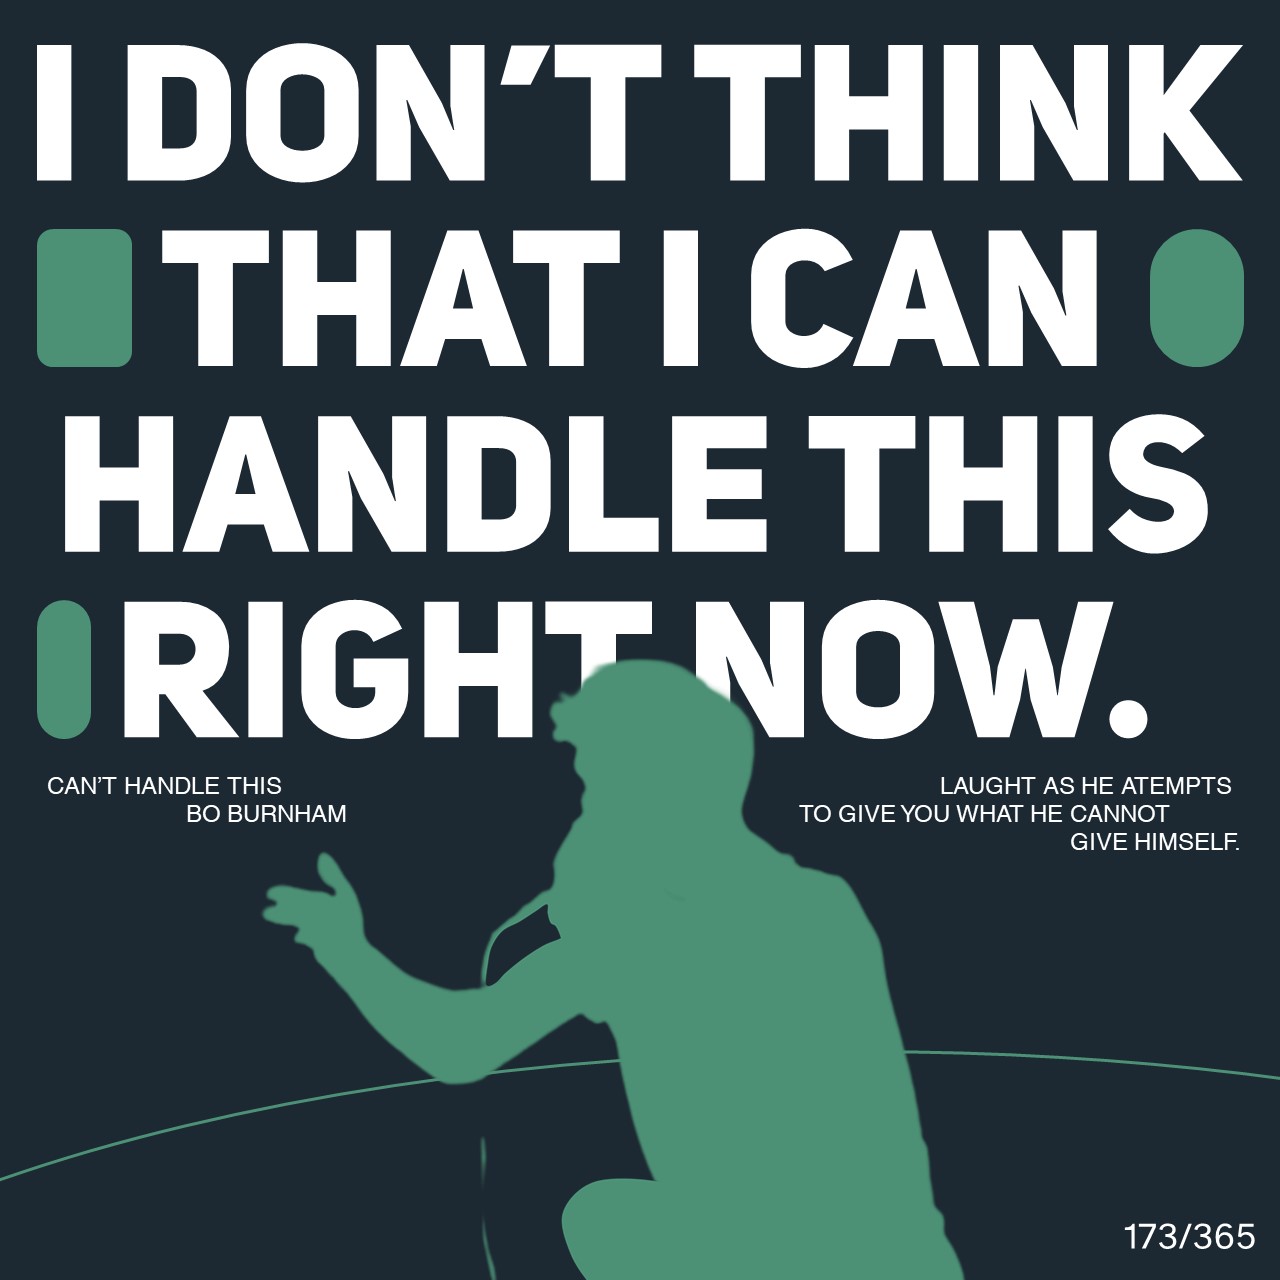 I DON'T THINK
THAT I CAN
HANDLE THIS
RIGHT NOW.
CAN'T HANDLE THIS
BO BURNHAM
LAUGHT AS HE ATEMPTS
TO GIVE YOU WHAT HE CANNOT
GIVE HIMSELF.
173/365